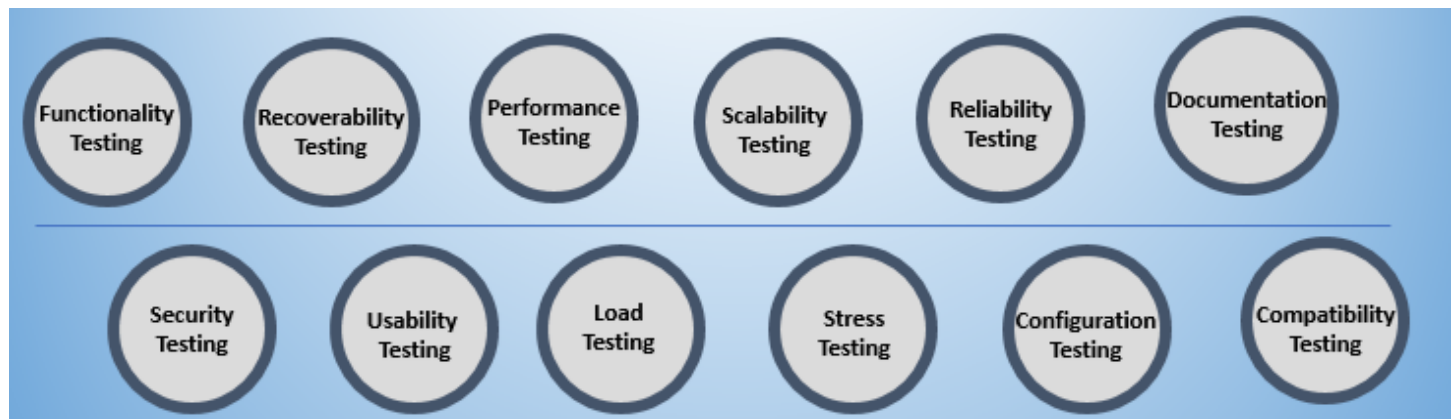 Functionality
Testing
Recoverability
Testing
Performance
Testing
Scalability
Testing
Reliability
Testing
Documentation
Testing
Security
Testing
Usability
Testing
Load
Testing
Stress
Testing
Configuration
Testing
Compatibility
Testing